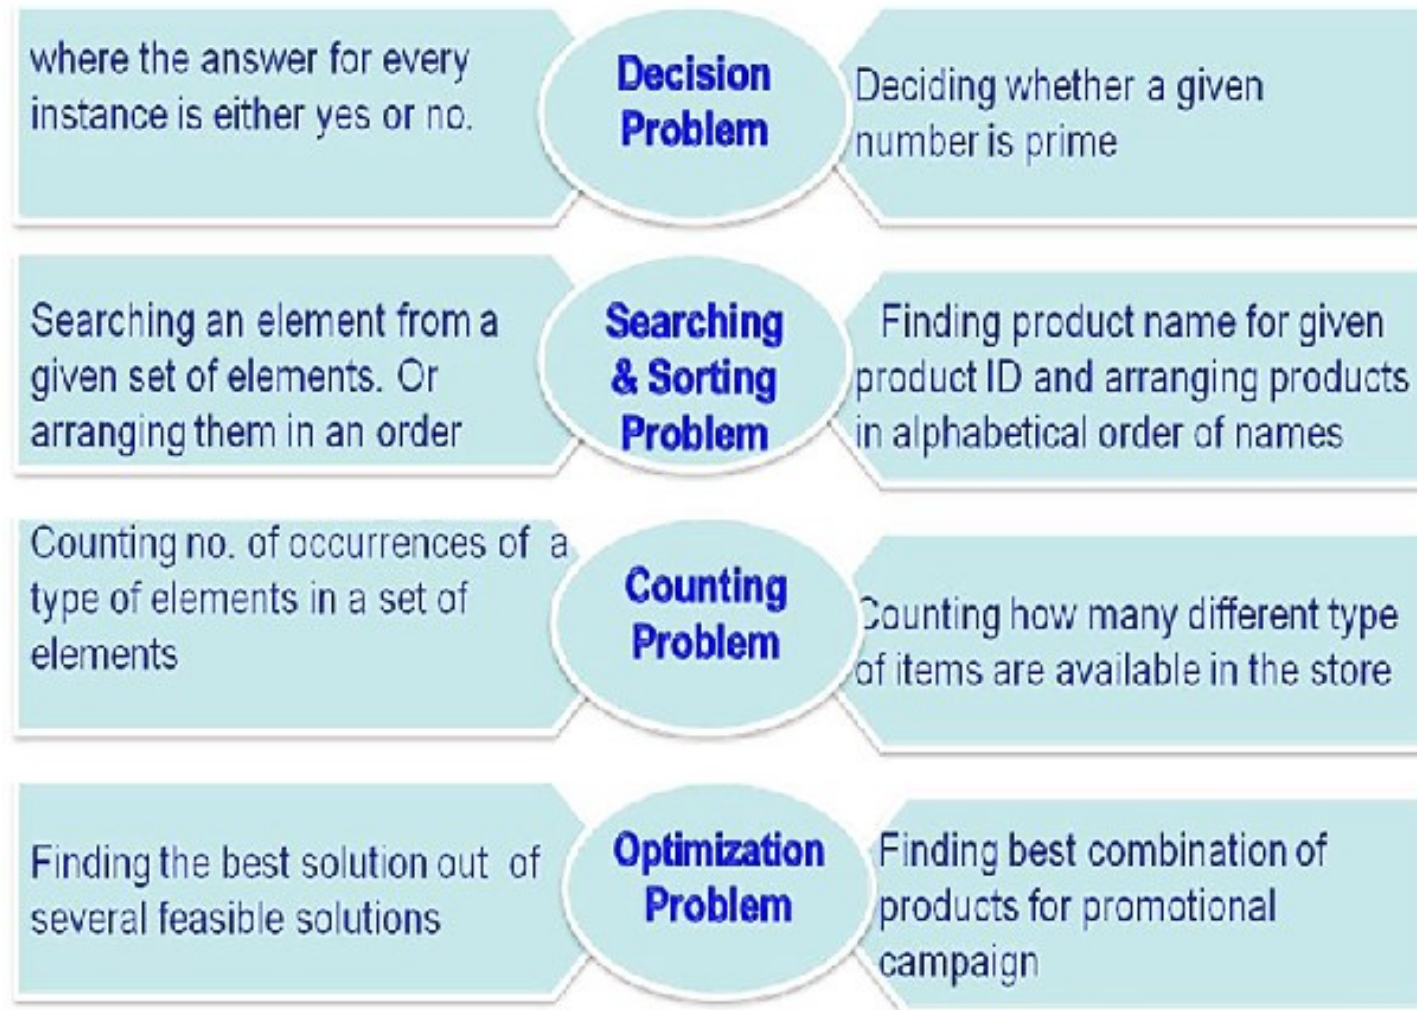 where the answer for every
instance is either yes or no.
Decision
Problem
Deciding whether a given
number is prime
Searching an element from a
given set of elements. Or
arranging them in an order
Searching
& Sorting
Problem
Finding product name for given
product ID and arranging products
in alphabetical order of names
Counting no. of occurrences of a
type of elements in a set of
elements
Counting
Problem
Counting how many different type
of items are available in the store
Finding the best solution out of
several feasible solutions
Optimization
Problem
Finding best combination of
products for promotional
campaign